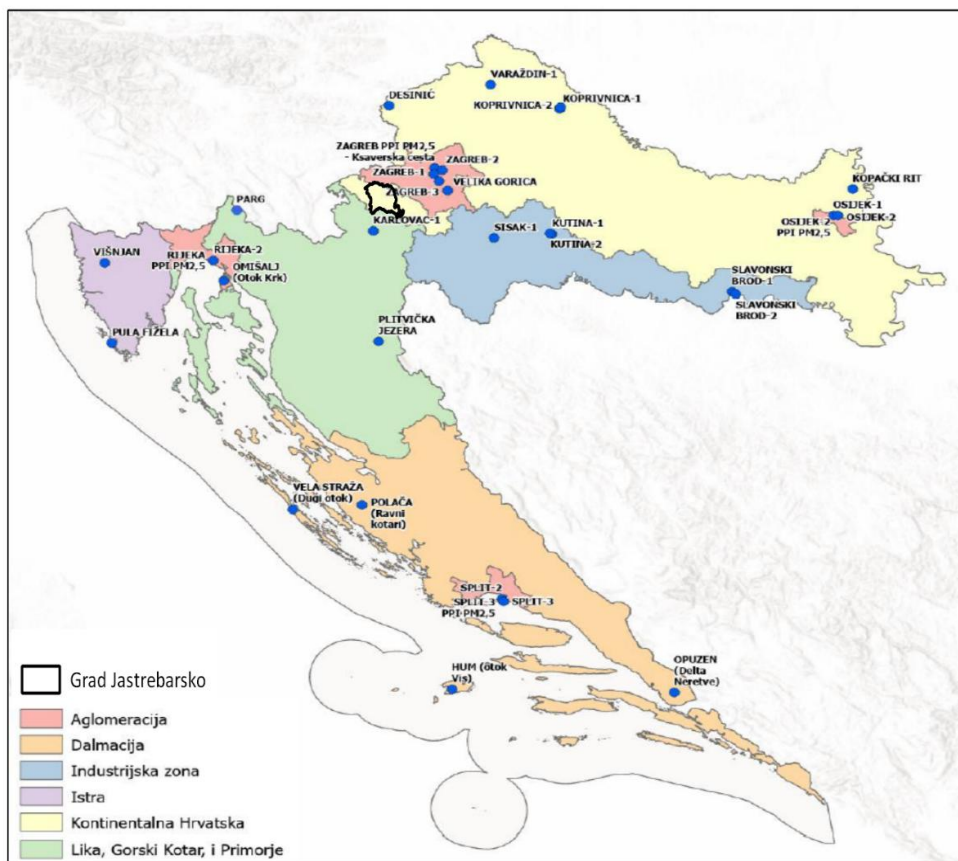 VARAŽDIN-1
DESINIĆ
KOPRIVNICA-2
KOPRIVNICA-1
ZAGREB PPI PM2,5
- Ksaverska cesta
ZAGREB-2
ZAGREB-1
ZAGREB-3
VELIKA GORICA
KOPAČKI RIT
PARG
KARLOVAC-1
OSIJEK-1
OSIJEK-2
OSIJEK-2
PPI PM2,5
SISAK-1
KUTINA-1
KUTINA-2
VIŠNJAN
RIJEKA
PPI PM2,5
RIJEKA-2
OMIŠALJ
(Otok Krk)
SLAVONSKI
BROD-1
SLAVONSKI
BROD-2
PULA FIŽELA
PLITVIČKA
JEZERA
VELA STRAŽA
(Dugi otok)
POLAČA
(Ravni
kotari)
SPLIT-2
SPLIT-3
PPI PM2,5
SPLIT-3
HUM (otok
Vis)
OPUZEN
(Delta
Neretve)
Grad Jastrebarsko
Aglomeracija
Dalmacija
Industrijska zona
Istra
Kontinentalna Hrvatska
Lika, Gorski Kotar, i Primorje